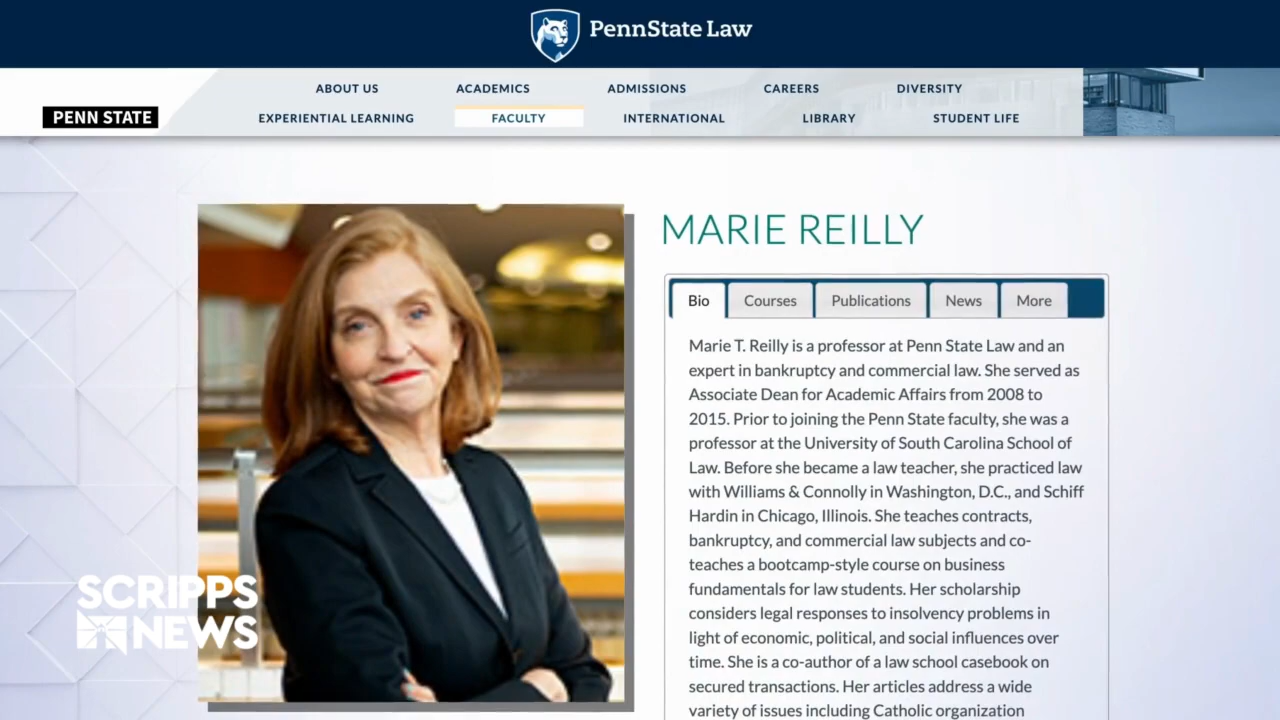 PennState Law
ABOUT US ACADEMICS ADMISSIONS CAREERS DIVERSITY
PENN STATE
EXPERIENTIAL LEARNING FACULTY INTERNATIONAL LIBRARY STUDENT LIFE
MARIE REILLY
Bio Courses Publications News More
Marie T. Reilly is a professor at Penn State Law and an
expert in bankruptcy and commercial law. She served as
Associate Dean for Academic Affairs from 2008 to
2015. Prior to joining the Penn State faculty, she was a
professor at the University of South Carolina School of
Law. Before she became a law teacher, she practiced law
with Williams & Connolly in Washington, D.C., and Schiff
Hardin in Chicago, Illinois. She teaches contracts,
bankruptcy, and commercial law subjects and co-
teaches a bootcamp-style course on business
fundamentals for law students. Her scholarship
considers legal responses to insolvency problems in
light of economic, political, and social influences over
time. She is a co-author of a law school casebook on
secured transactions. Her articles address a wide
variety of issues including Catholic organization
SCRIPPS
NEWS